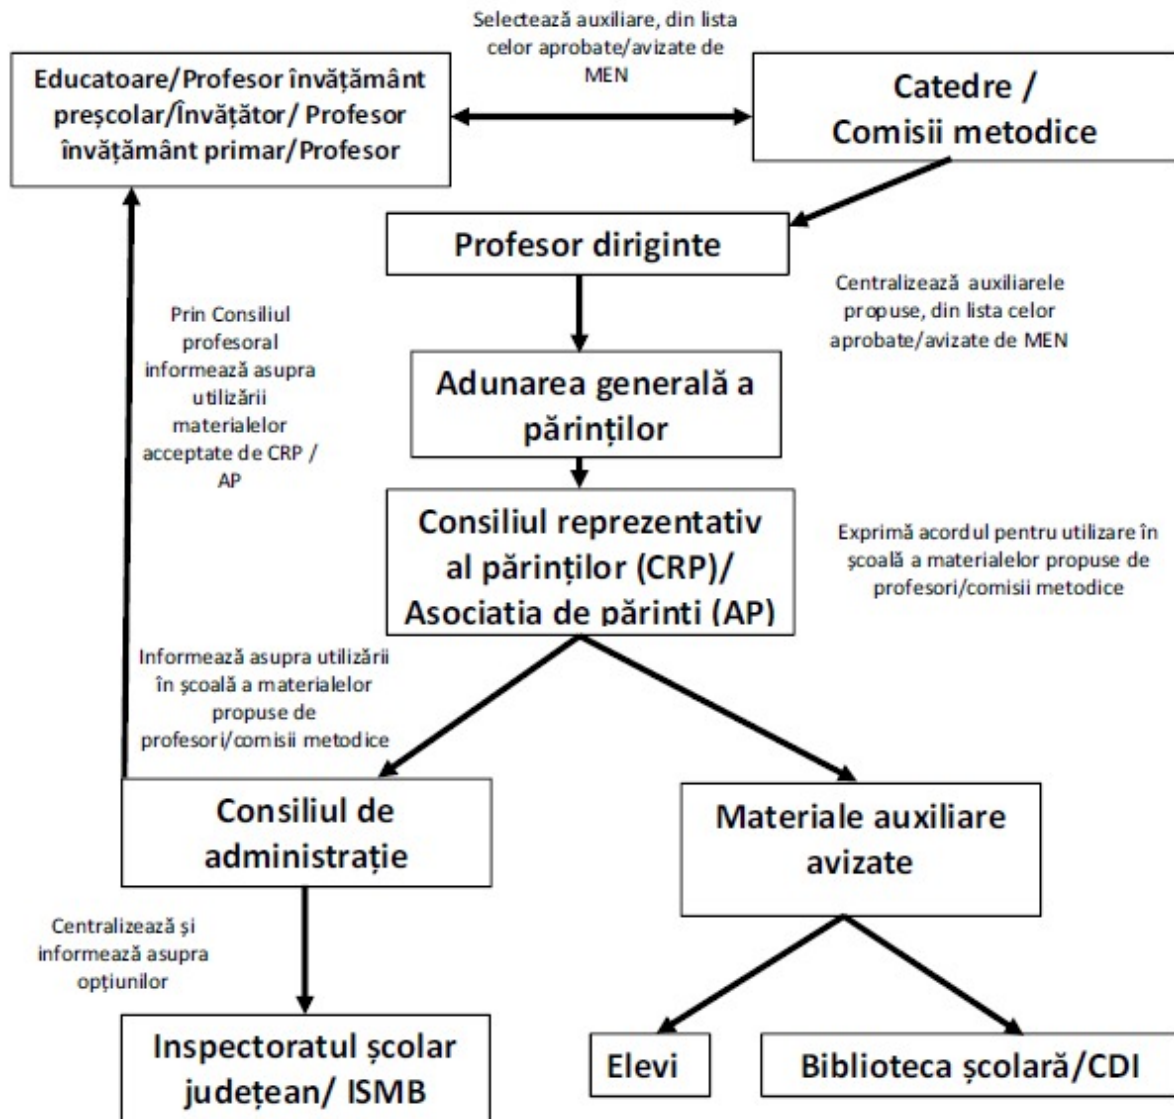 Selectează auxiliare, din lista
celor aprobate/avizate de
MEN
Educatoare/Profesor învățământ
preșcolar/Învățător/ Profesor
învățământ primar/Profesor
Catedre /
Comisii metodice
Profesor diriginte
Centralizează auxiliarele
propuse, din lista celor
aprobate/avizate de MEN
Prin Consiliul
profesoral
informează asupra
utilizării
materialelor
acceptate de CRP /
AP
Adunarea generală a
părinților
Consiliul reprezentativ
al părinților (CRP)/
Asociatia de părinti (AP)
Exprimă acordul pentru utilizare în
școală a materialelor propuse de
profesori/comisii metodice
Informează asupra utilizării
în școală a materialelor
propuse de
profesori/comisii metodice
Consiliul de
administrație
Materiale auxiliare
avizate
Centralizează și
informează asupra
opțiunilor
Inspectoratul școlar
județean/ ISMB
Elevi
Biblioteca școlară/CDI